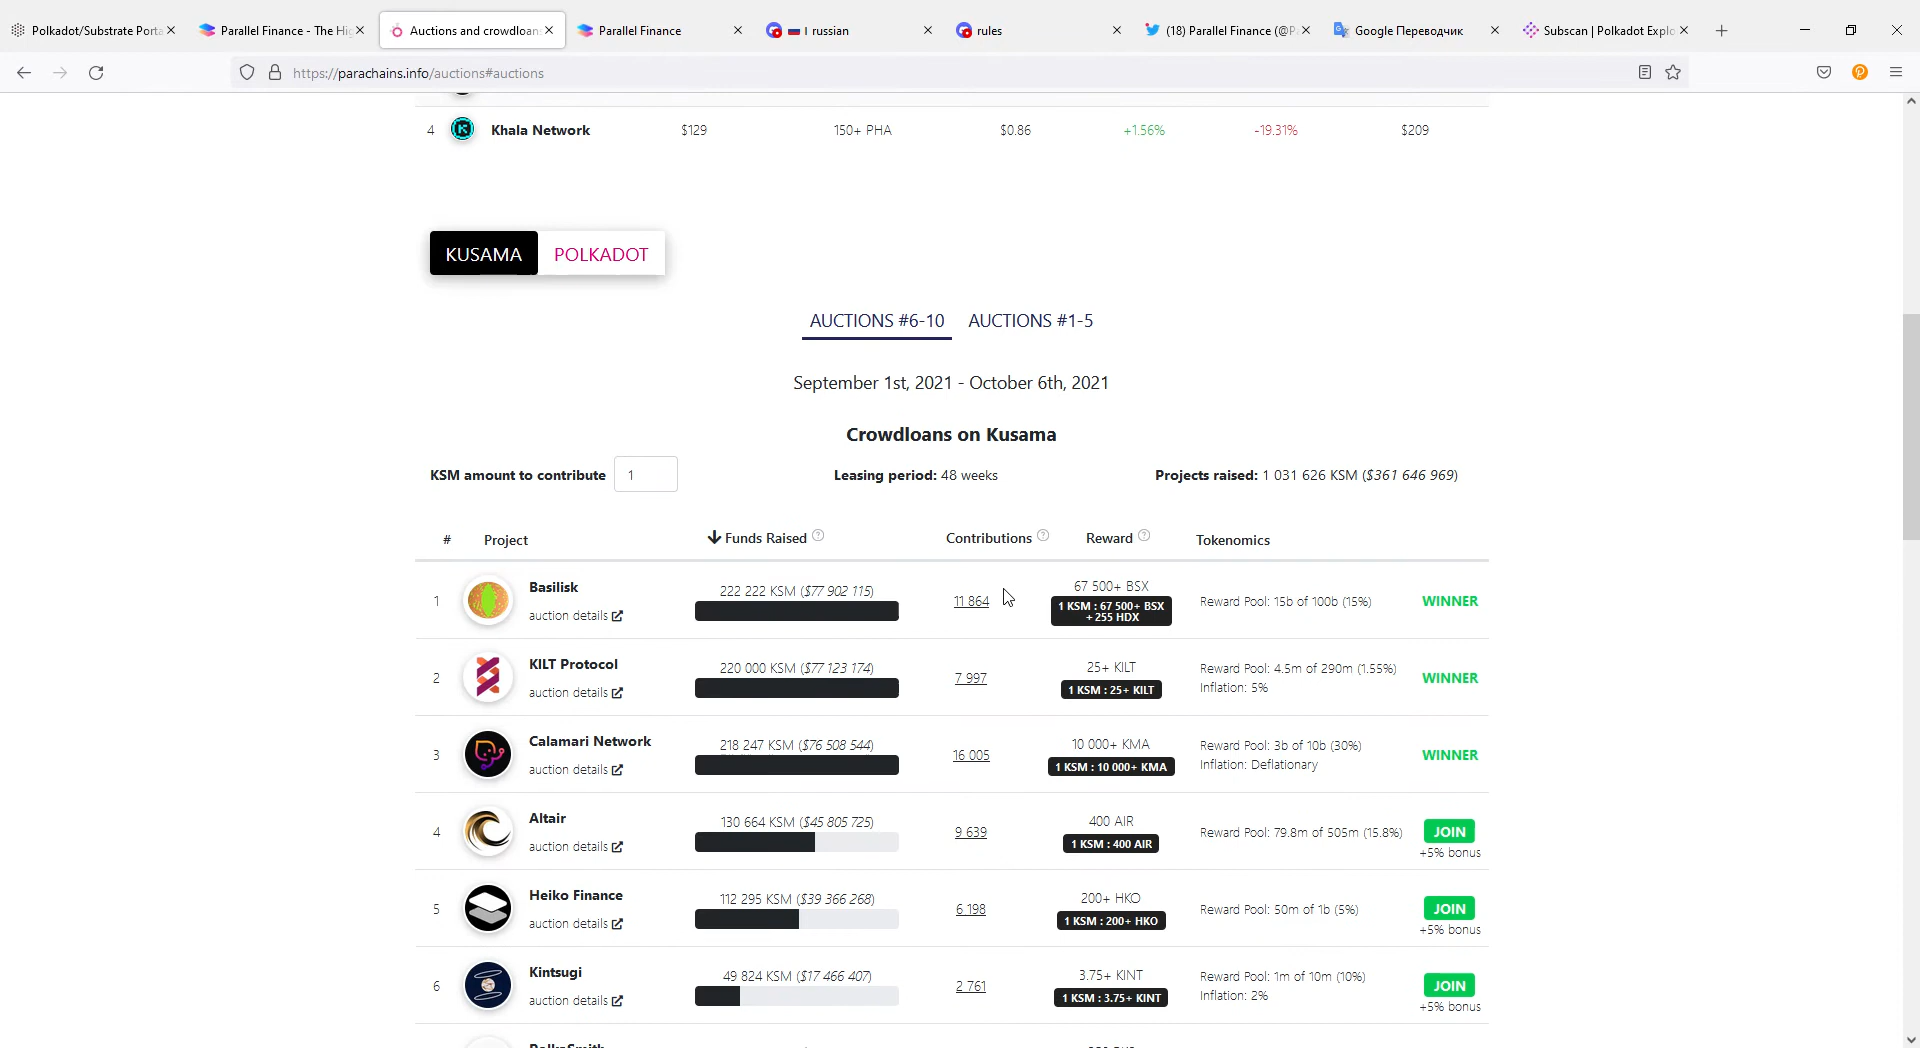 Polkadot/Substrate Porta
Parallel Finance - The Hig
Auctions and crowdloan
Parallel Finance
| russian
rules
(18) Parallel Finance (@P
Google Переводчик
Subscan | Polkadot Explo
https://parachains.info/auctions#auctions
4 Khala Network $129 150+ PHA $0.86 +1.56% -19.31% $209
KUSAMA POLKADOT
AUCTIONS #6-10 AUCTIONS #1-5
September 1st, 2021 - October 6th, 2021
Crowdloans on Kusama
KSM amount to contribute 1 Leasing period: 48 weeks Projects raised: 1 031 626 KSM ($361 646 969)
# Project Funds Raised Contributions Reward Tokenomics
1 Basilisk
auction details
222 222 KSM ($77 902 115)
11 864
67 500+ BSX
1 KSM : 67 500+ BSX
+ 255 HDX
Reward Pool: 15b of 100b (15%)
WINNER
2 KILT Protocol
auction details
220 000 KSM ($77 123 174)
7 997
25+ KILT
1 KSM : 25+ KILT
Reward Pool: 4.5m of 290m (1.55%)
Inflation: 5%
WINNER
3 Calamari Network
auction details
218 247 KSM ($76 508 544)
16 005
10 000+ KMA
1 KSM : 10 000+ KMA
Reward Pool: 3b of 10b (30%)
Inflation: Deflationary
WINNER
4 Altair
auction details
130 664 KSM ($45 805 725)
9 639
400 AIR
1 KSM : 400 AIR
Reward Pool: 79.8m of 505m (15.8%)
JOIN
+5% bonus
5 Heiko Finance
auction details
112 295 KSM ($39 366 268)
6 198
200+ HKO
1 KSM : 200+ HKO
Reward Pool: 50m of 1b (5%)
JOIN
+5% bonus
6 Kintsugi
auction details
49 824 KSM ($17 466 407)
2 761
3.75+ KINT
1 KSM : 3.75+ KINT
Reward Pool: 1m of 10m (10%)
Inflation: 2%
JOIN
+5% bonus